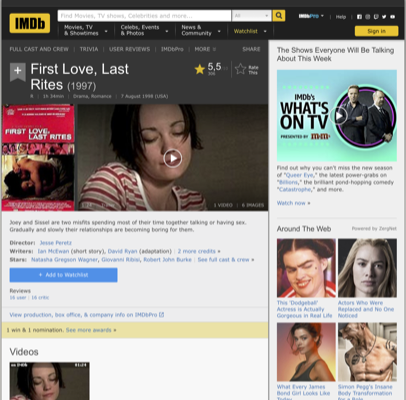 IMDb
Find Movies, TV shows, Celebrities and more...
All
IMDbPro
Help
Movies, TV
& Showtimes
Celebs, Events
& Photos
News &
Community
Watchlist
Sign in
FULL CAST AND CREW | TRIVIA | USER REVIEWS | IMDbPro | MORE
SHARE
First Love, Last
Rites (1997)
5,5
Rate
This
R | 1h 34min | Drama, Romance | 7 August 1998 (USA)
FIRST LOVE,
LAST RITES
1 VIDEO | 6 IMAGES
Joey and Sissel are two misfits spending most of their time together talking or having sex.
Gradually and slowly their relationships are becoming boring for them.
Director: Jesse Peretz
Writers: Ian McEwan (short story), David Ryan (adaptation) | 2 more credits »
Stars: Natasha Gregson Wagner, Giovanni Ribisi, Robert John Burke | See full cast & crew »
+ Add to Watchlist
Reviews
16 user | 16 critic
View production, box office, & company info on IMDbPro
1 win & 1 nomination. See more awards »
Videos
The Shows Everyone Will Be Talking
About This Week
IMDb's
WHAT'S
ON TV
PRESENTED BY m&m's
Find out why you can't miss the new season
of "Queer Eye," the latest power-grabs on
"Billions," the brilliant pond-hopping comedy
"Catastrophe," and more.
Watch now »
Around The Web
Powered by ZergNet
This 'Dodgeball'
Actress is Actually
Gorgeous in Real Life
Actors Who Were
Replaced and No One
Noticed
What Every James
Bond Girl Looks Like
Simon Pegg's Insane
Body Transformation